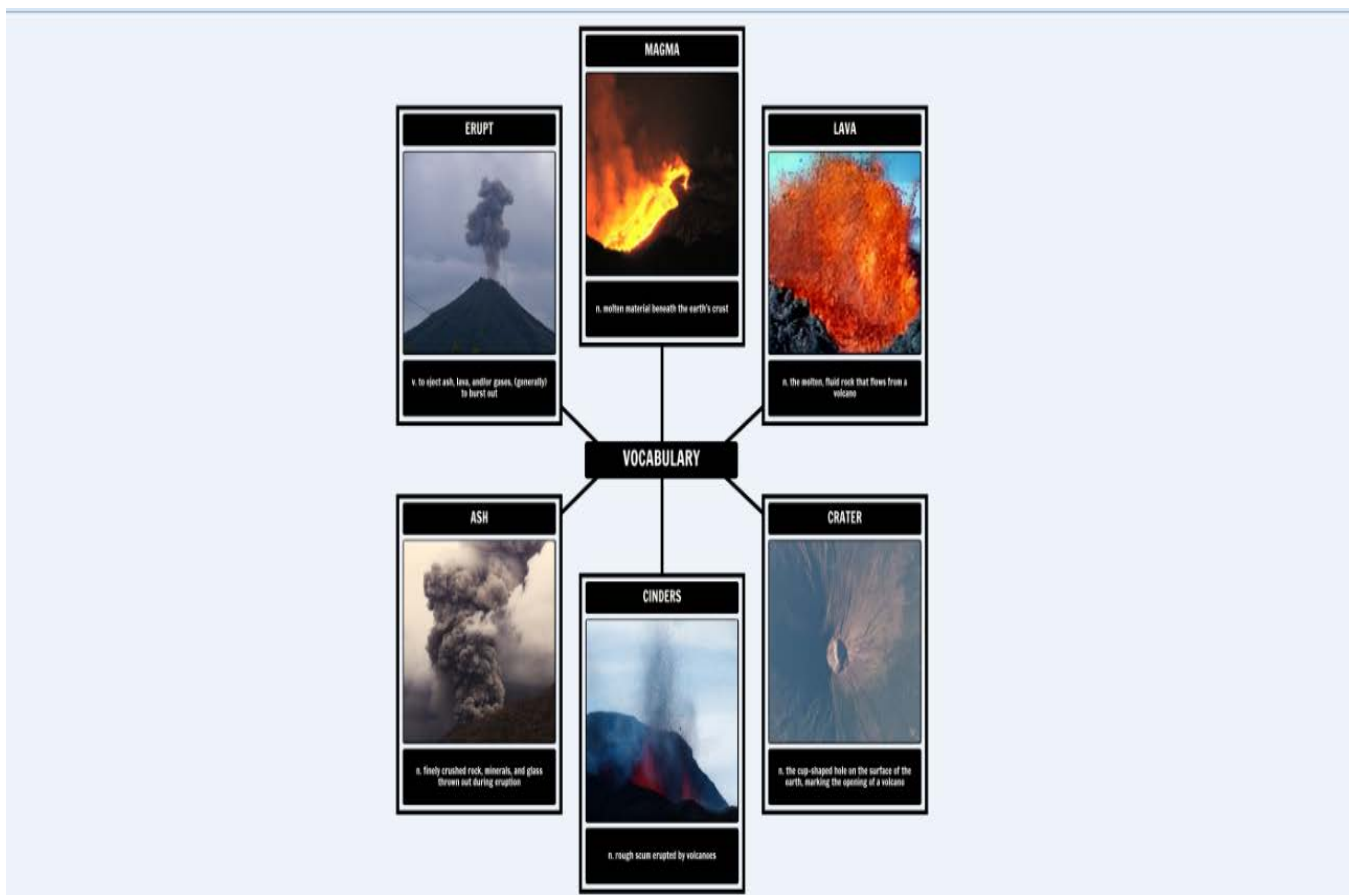 MAGMA
n. molten material beneath the earth's crust
ERUPT
v. to eject ash, lava, and/or gases, (generally)
to burst out
LAVA
n. the molten, fluid rock that flows from a
volcano
VOCABULARY
ASH
n. finely crushed rock, minerals, and glass
thrown out during eruption
CINDERS
n. rough scum erupted by volcanoes
CRATER
n. the cup-shaped hole on the surface of the
earth, marking the opening of a volcano